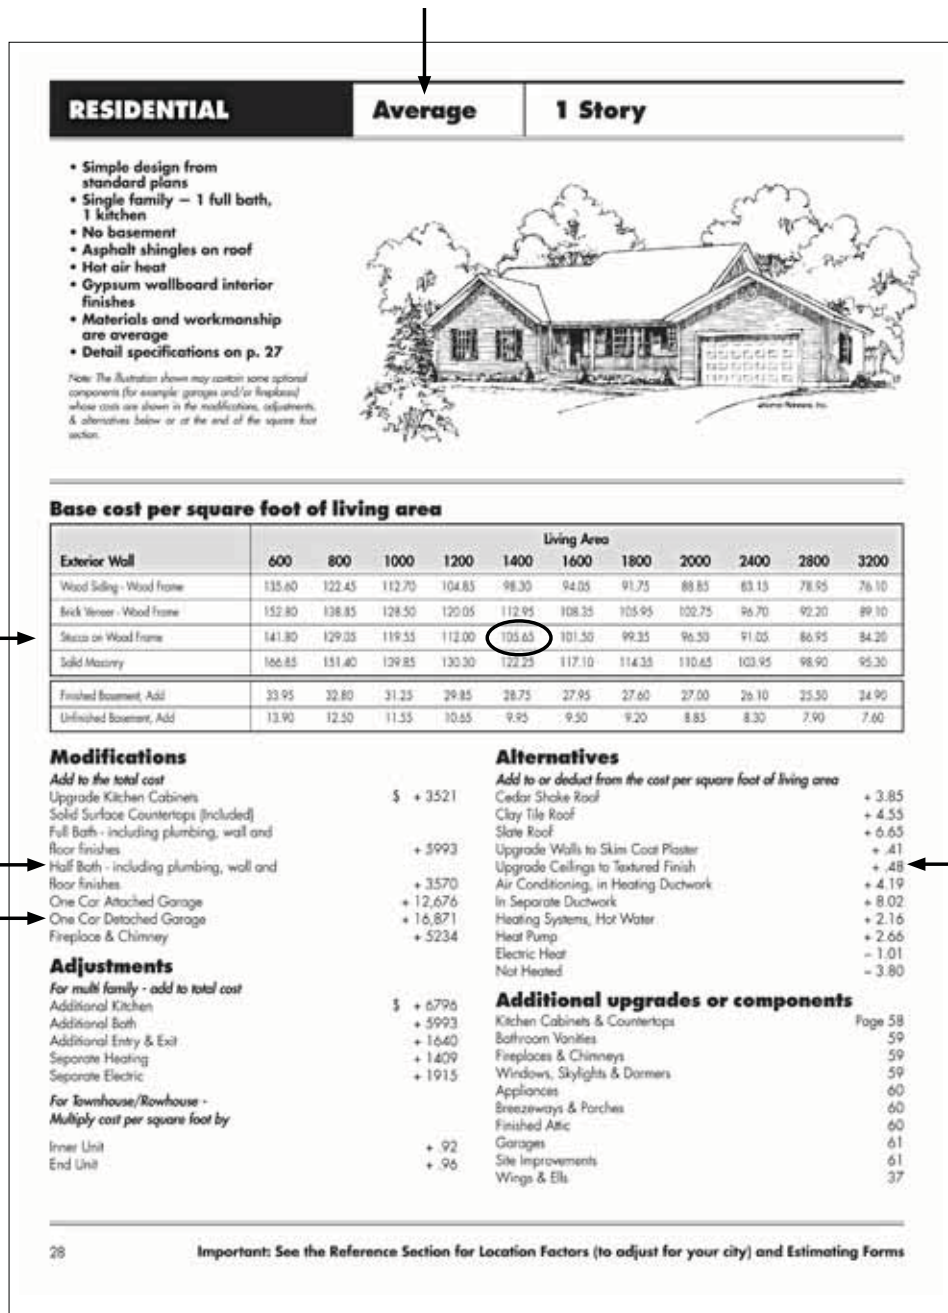 RESIDENTIAL Average 1 Story
• Simple design from
standard plans
• Single family – 1 full bath,
1 kitchen
• No basement
• Asphalt shingles on roof
• Hot air heat
• Gypsum wallboard interior
finishes
• Materials and workmanship
are average
• Detail specifications on p. 27
Note: The illustration shown may contain some optional
components (for example: garages and/or fireplaces)
whose costs are shown in the modifications, adjustments,
& alternatives below or at the end of the square foot
section.
Base cost per square foot of living area
Living Area
Exterior Wall 600 800 1000 1200 1400 1600 1800 2000 2400 2800 3200
Wood Siding - Wood Frame 135.60 122.45 112.70 104.85 98.30 94.05 91.75 88.85 83.15 78.95 76.10
Brick Veneer - Wood Frame 152.80 138.85 128.50 120.05 112.95 108.35 105.95 102.75 96.70 92.20 89.10
Stucco on Wood Frame 141.80 129.05 119.55 112.00 105.65 101.50 99.35 96.50 91.05 86.95 84.20
Solid Masonry 166.85 151.40 139.85 130.30 122.25 117.10 114.35 110.65 103.95 98.90 95.30
Finished Basement, Add 33.95 32.80 31.25 29.85 28.75 27.95 27.60 27.00 26.10 25.50 24.90
Unfinished Basement, Add 13.90 12.50 11.55 10.65 9.95 9.50 9.20 8.85 8.30 7.90 7.60
Modifications
Add to the total cost
Upgrade Kitchen Cabinets $ + 3521
Solid Surface Countertops (Included)
Full Bath - including plumbing, wall and
floor finishes + 5993
Half Bath - including plumbing, wall and
floor finishes + 3570
One Car Attached Garage + 12,676
One Car Detached Garage + 16,871
Fireplace & Chimney + 5234
Adjustments
For multi family - add to total cost
Additional Kitchen $ + 6796
Additional Bath + 5993
Additional Entry & Exit + 1640
Separate Heating + 1409
Separate Electric + 1915
For Townhouse/Rowhouse -
Multiply cost per square foot by
Inner Unit + .92
End Unit + .96
Alternatives
Add to or deduct from the cost per square foot of living area
Cedar Shake Roof + 3.85
Clay Tile Roof + 4.55
Slate Roof + 6.65
Upgrade Walls to Skim Coat Plaster + .41
Upgrade Ceilings to Textured Finish + .48
Air Conditioning, in Heating Ductwork + 4.19
In Separate Ductwork + 8.02
Heating Systems, Hot Water + 2.16
Heat Pump + 2.66
Electric Heat – 1.01
Not Heated – 3.80
Additional upgrades or components
Kitchen Cabinets & Countertops Page 58
Bathroom Vanities 59
Fireplaces & Chimneys 59
Windows, Skylights & Dormers 59
Appliances 60
Breezeways & Porches 60
Finished Attic 60
Garages 61
Site Improvements 61
Wings & Ells 37
28 Important: See the Reference Section for Location Factors (to adjust for your city) and Estimating Forms